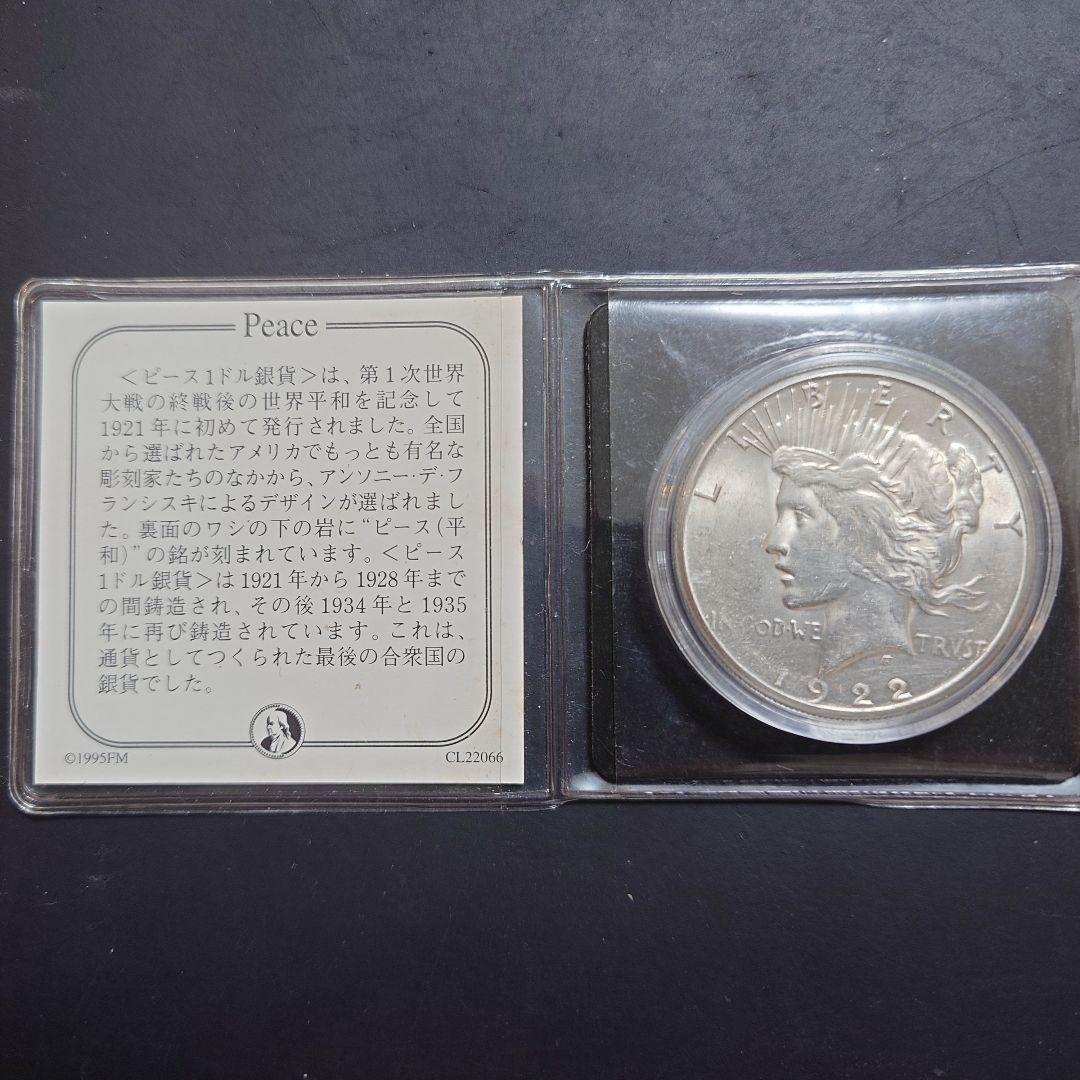 Peace
＜ピース1ドル銀貨＞は、第1次世界
大戦の終戦後の世界平和を記念して
1921年に初めて発行されました。全国
から選ばれたアメリカでもっとも有名な
彫刻家たちのなかから、アンソニー・デ・フ
ランシスキによるデザインが選ばれまし
た。裏面のワシの下の岩に“ピース(平
和)”の銘が刻まれています。＜ピース
1ドル銀貨＞は1921年から1928年まで
の間鋳造され、その後1934年と1935
年に再び鋳造されています。これは、
通貨としてつくられた最後の合衆国の
銀貨でした。
©1995FM
CL22066
LIBERTY
IN GOD·WE TRVST
1922